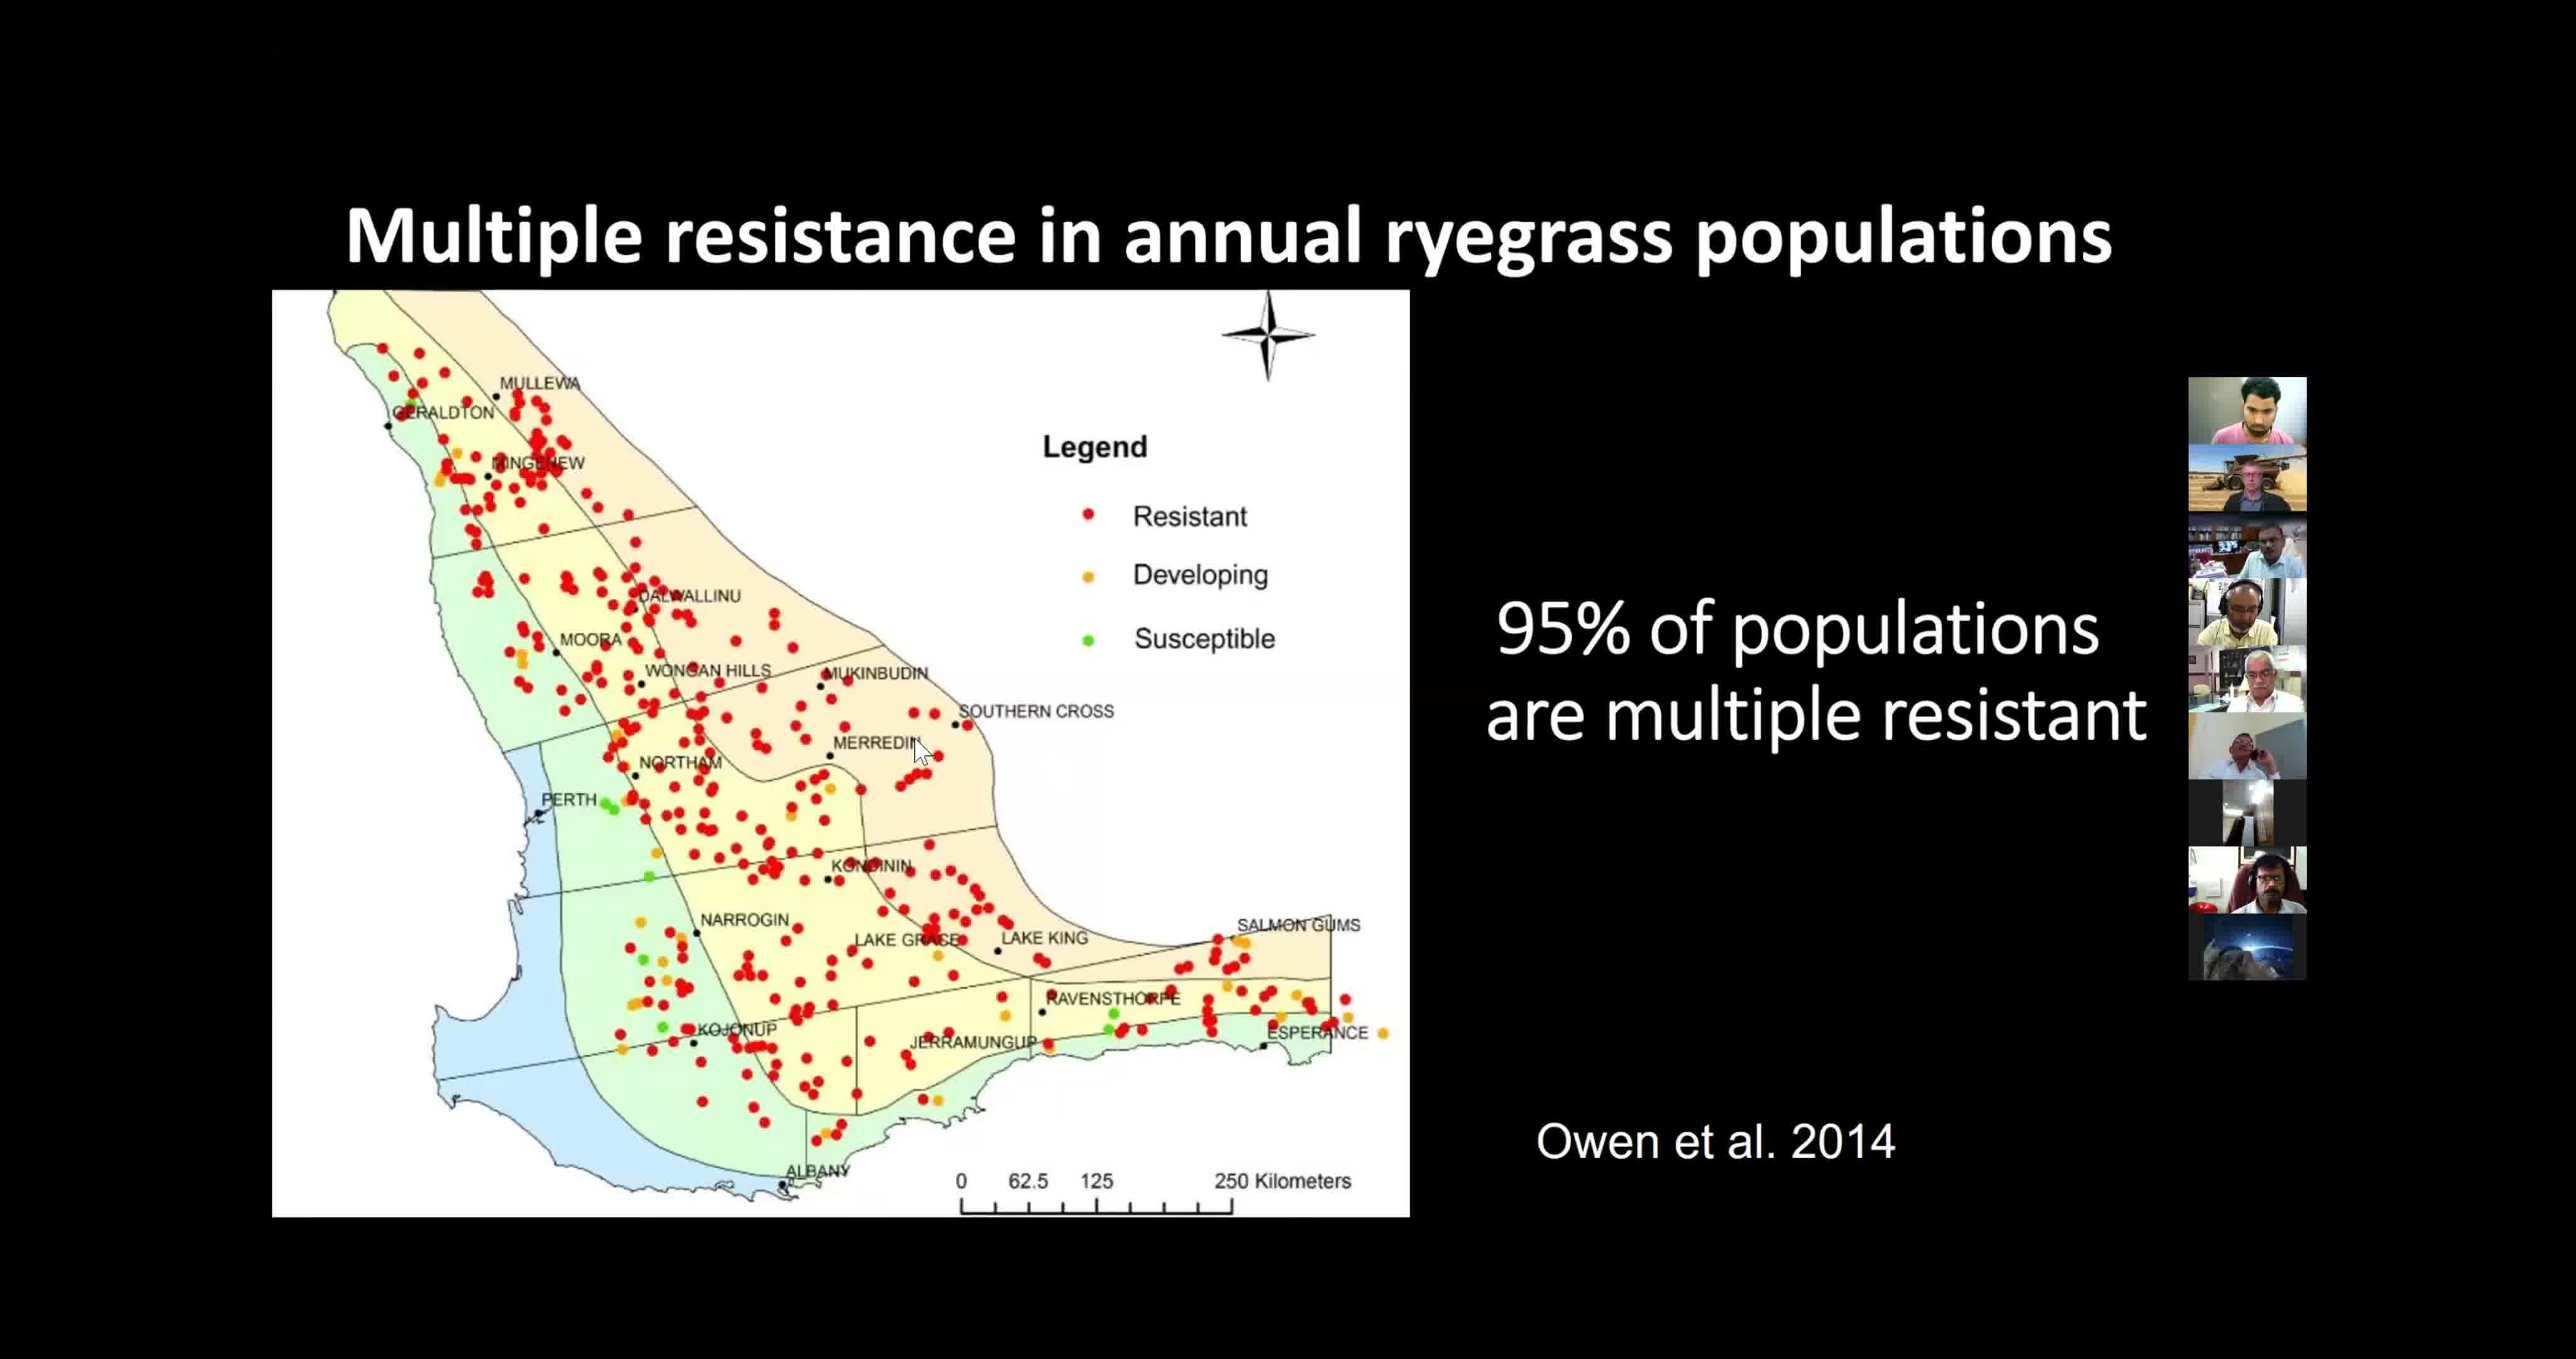 Multiple resistance in annual ryegrass populations
MULLEWA
GERALDTON
MINGENEW
Legend
Resistant
Developing
Susceptible
DALWALLINU
MOORA
WONGAN HILLS
MUKINBUDIN
SOUTHERN CROSS
MERREDIN
NORTHAM
PERTH
KONDININ
NARROGIN
LAKE GRACE
LAKE KING
SALMON GUMS
RAVENSTHORPE
KOJONUP
JERRAMUNGUP
ESPERANCE
ALBANY
0 62.5 125 250 Kilometers
95% of populations
are multiple resistant
Owen et al. 2014